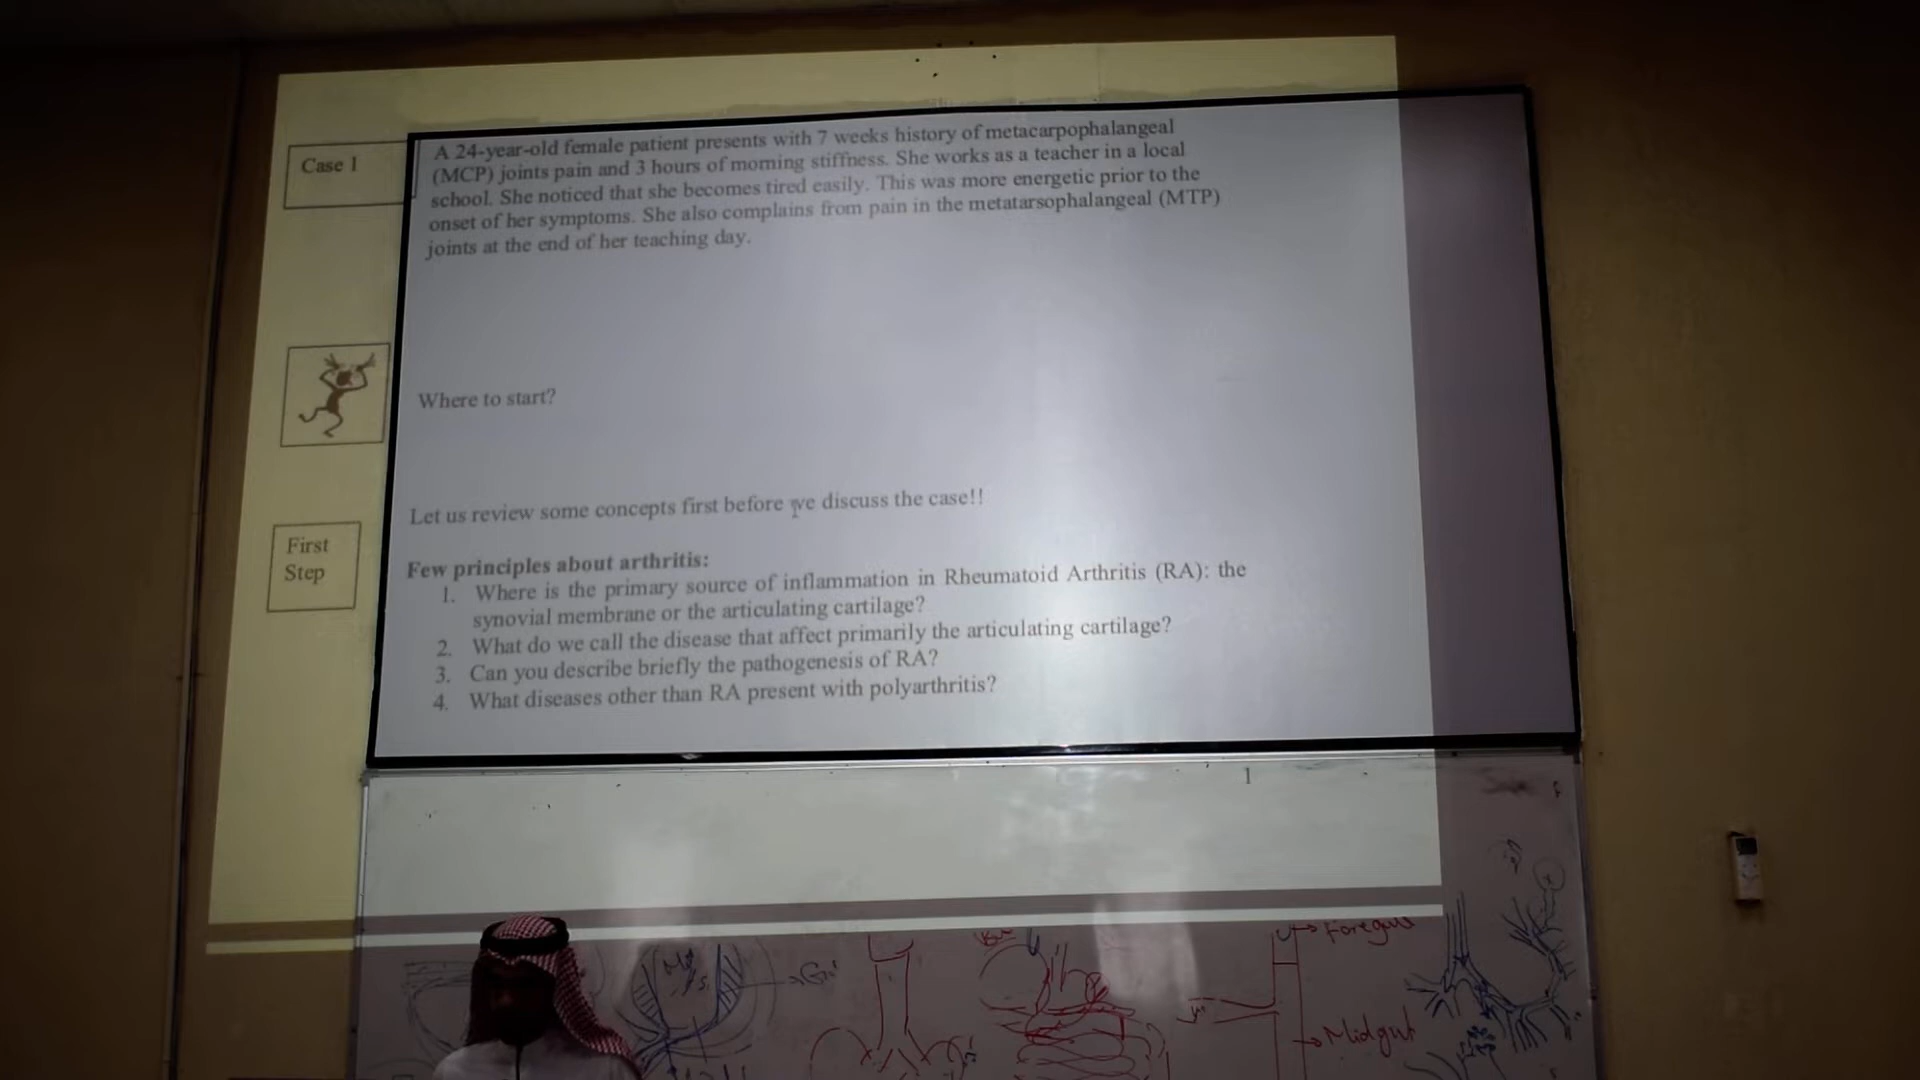 Case 1
A 24-year-old female patient presents with 7 weeks history of metacarpophalangeal
(MCP) joints pain and 3 hours of morning stiffness. She works as a teacher in a local
school. She noticed that she becomes tired easily. This was more energetic prior to the
onset of her symptoms. She also complains from pain in the metatarsophalangeal (MTP)
joints at the end of her teaching day.
Where to start?
Let us review some concepts first before we discuss the case!!
First
Step
Few principles about arthritis:
1. Where is the primary source of inflammation in Rheumatoid Arthritis (RA): the
synovial membrane or the articulating cartilage?
2. What do we call the disease that affect primarily the articulating cartilage?
3. Can you describe briefly the pathogenesis of RA?
4. What diseases other than RA present with polyarthritis?
1
Foregut
Midgut